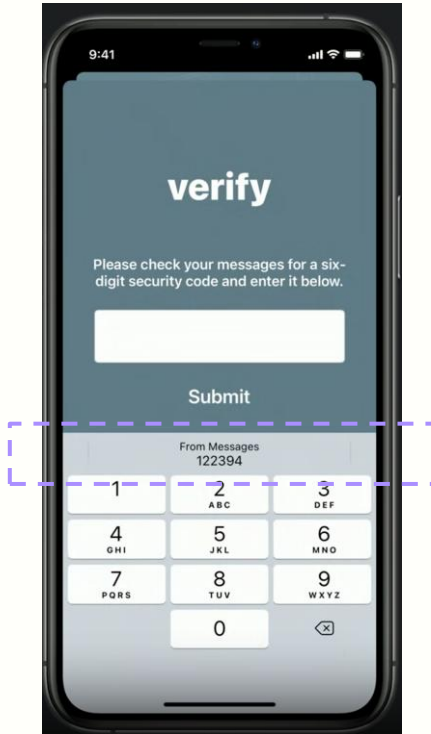 9:41
verify
Please check your messages for a six-
digit security code and enter it below.
Submit
From Messages
122394
1 2 3
ABC DEF
4 5 6
GHI JKL MNO
7 8 9
PQRS TUV WXYZ
0